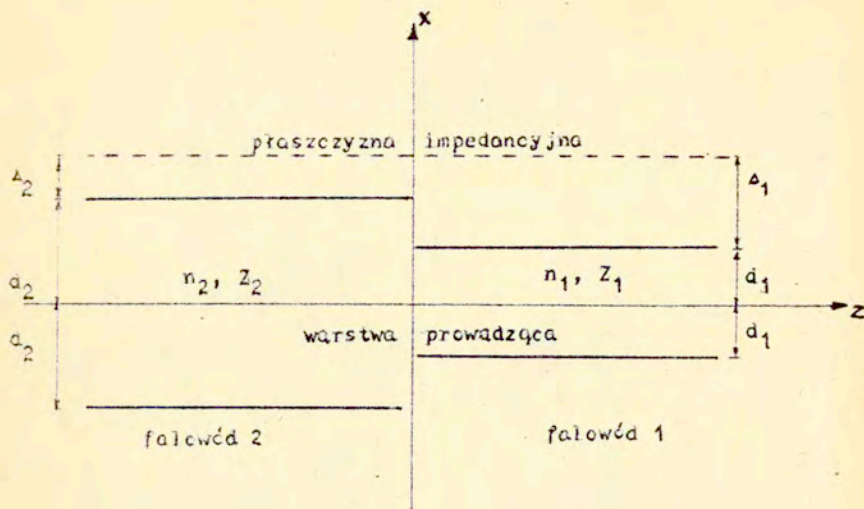 x
płaszczyzna impedancyjna
Δ₂
Δ₁
d₂
n₂, Z₂
n₁, Z₁
d₁
z
d₂
warstwa prowadząca
d₁
falowód 2
falowód 1